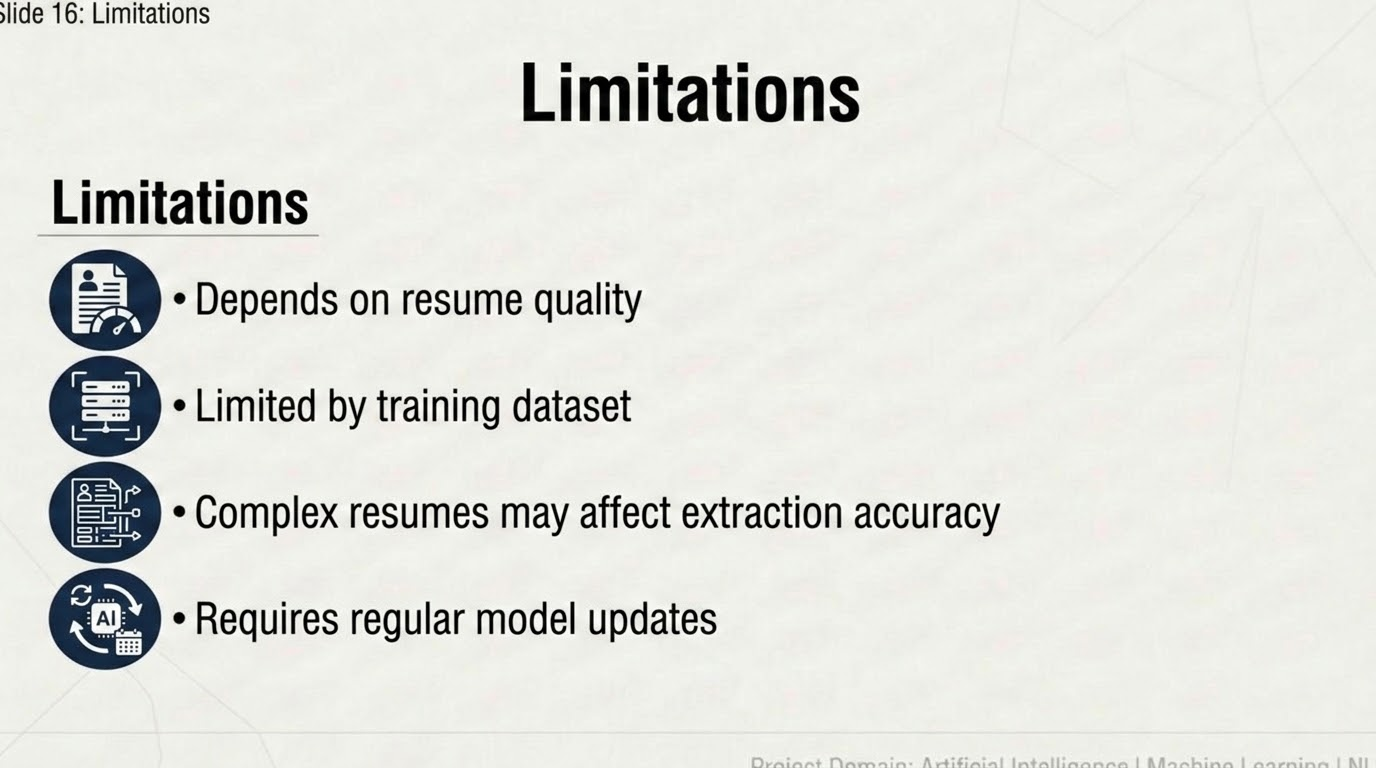 Slide 16: Limitations
Limitations
Limitations
• Depends on resume quality
• Limited by training dataset
• Complex resumes may affect extraction accuracy
AI
• Requires regular model updates
Project Domain: Artificial Intelligence | Machine Learning |